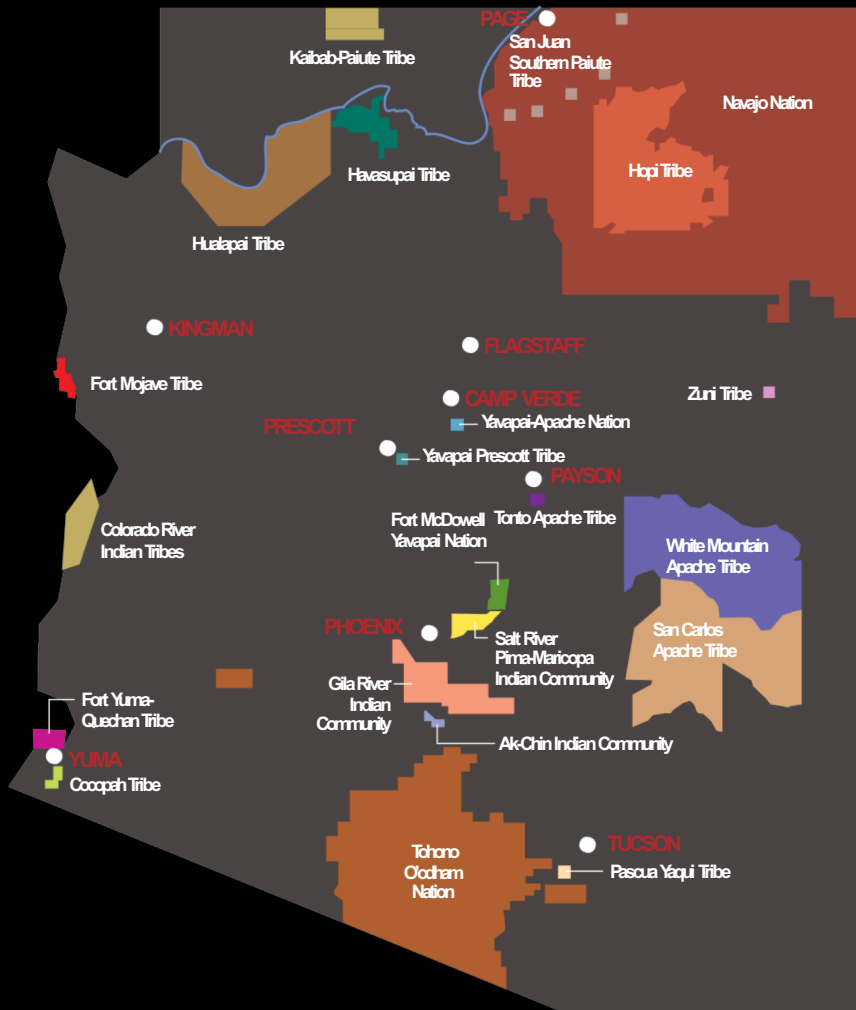 PAGE
San Juan
Southern Paiute
Tribe
Kaibab-Paiute Tribe
Navajo Nation
Hopi Tribe
Havasupai Tribe
Hualapai Tribe
KINGMAN
FLAGSTAFF
Fort Mojave Tribe
CAMP VERDE
Zuni Tribe
Yavapai-Apache Nation
PRESCOTT
Yavapai Prescott Tribe
PAYSON
Fort McDowell
Yavapai Nation
Tonto Apache Tribe
Colorado River
Indian Tribes
White Mountain
Apache Tribe
PHOENIX
San Carlos
Apache Tribe
Salt River
Pima-Maricopa
Indian Community
Gila River
Indian
Community
Fort Yuma-
Quechan Tribe
Ak-Chin Indian Community
YUMA
Cocopah Tribe
TUCSON
Tohono
O'odham
Nation
Pascua Yaqui Tribe